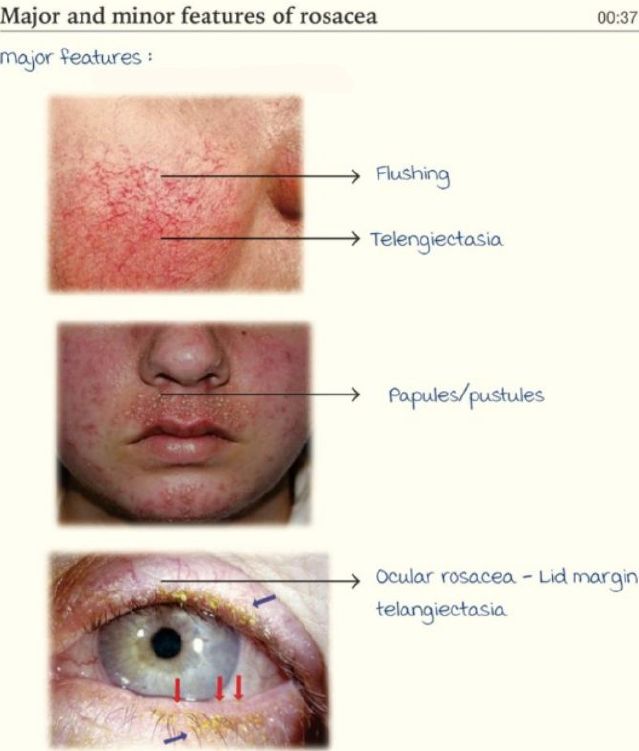 Major and minor features of rosacea
00:37
major features :
Flushing
Telengiectasia
Papules/pustules
Ocular rosacea - Lid margin
telangiectasia